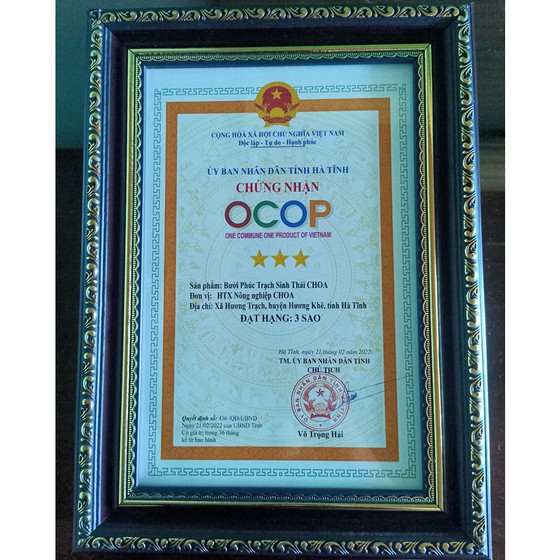 CỘNG HÒA XÃ HỘI CHỦ NGHĨA VIỆT NAM
Độc lập - Tự do - Hạnh phúc
ỦY BAN NHÂN DÂN TỈNH HÀ TĨNH
CHỨNG NHẬN
OCOP
ONE COMMUNE ONE PRODUCT OF VIETNAM
Sản phẩm: Bưởi Phúc Trạch Sinh Thái CHOA
Đơn vị: HTX Nông nghiệp CHOA
Địa chỉ: Xã Hương Trạch, huyện Hương Khê, tỉnh Hà Tĩnh
ĐẠT HẠNG: 3 SAO
Hà Tĩnh, ngày 21 tháng 02 năm 2022
TM. ỦY BAN NHÂN DÂN TỈNH
CHỦ TỊCH
Võ Trọng Hải
Quyết định số: 436 /QĐ-UBND
Ngày 21/02/2022 của UBND Tỉnh
Có giá trị trong 36 tháng
kể từ ban hành